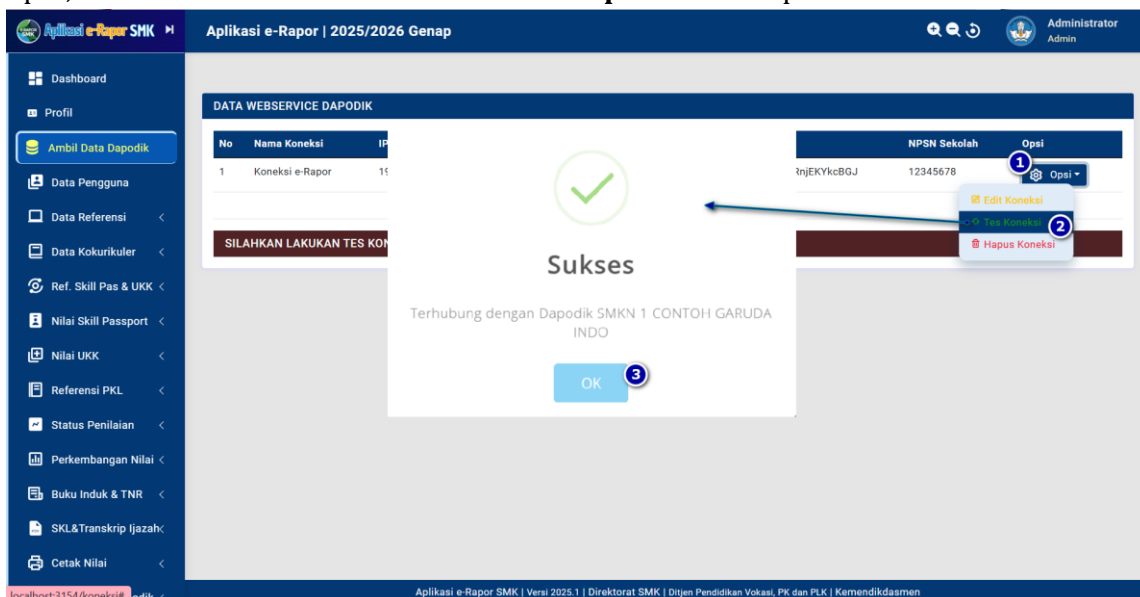 Aplikasi e-Rapor SMK
Aplikasi e-Rapor | 2025/2026 Genap
Administrator
Admin
Dashboard
Profil
Ambil Data Dapodik
Data Pengguna
Data Referensi
Data Kokurikuler
Ref. Skill Pas & UKK
Nilai Skill Passport
Nilai UKK
Referensi PKL
Status Penilaian
Perkembangan Nilai
Buku Induk & TNR
SKL&Transkrip Ijazah
Cetak Nilai
localhost:3154/koneksi#
DATA WEBSERVICE DAPODIK
No Nama Koneksi IP NPSN Sekolah Opsi
1 Koneksi e-Rapor 19 RnjEKYkcBGJ 12345678 Opsi
1
Edit Koneksi
Tes Koneksi
2
Hapus Koneksi
SILAHKAN LAKUKAN TES KON
Sukses
Terhubung dengan Dapodik SMKN 1 CONTOH GARUDA
INDO
OK
3
Aplikasi e-Rapor SMK | Versi 2025.1 | Direktorat SMK | Ditjen Pendidikan Vokasi, PK dan PLK | Kemendikdasmen